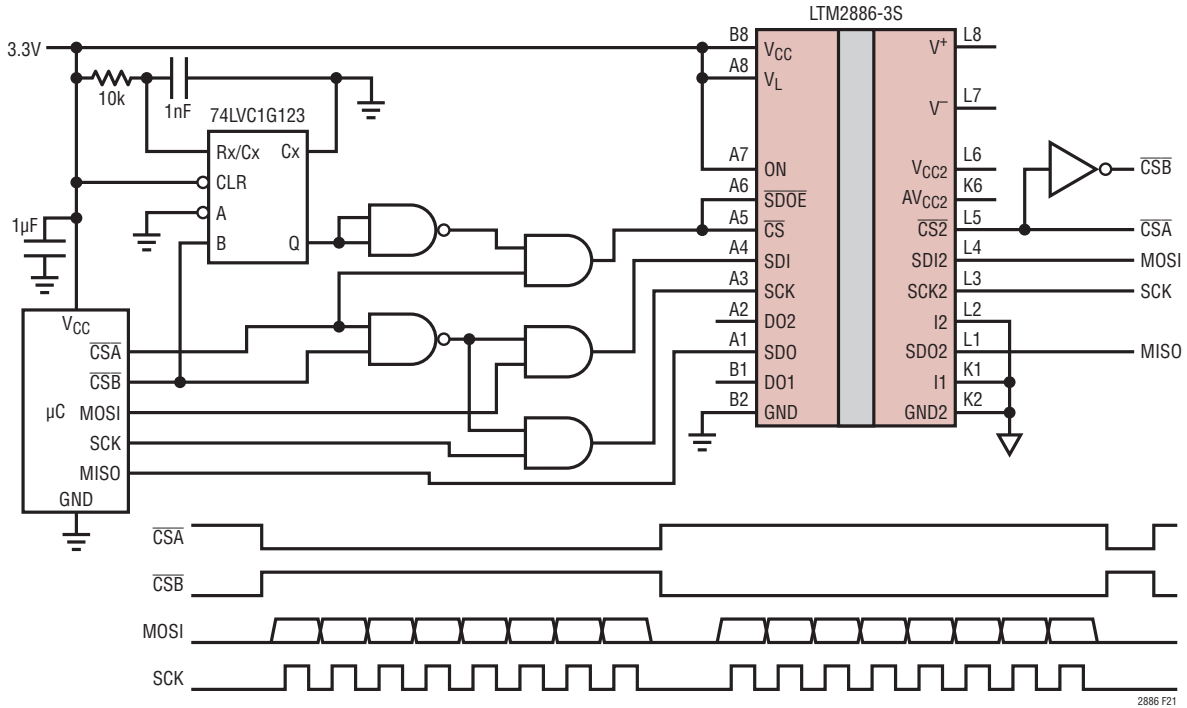 LTM2886-3S
3.3V
10k
1nF
74LVC1G123
Rx/Cx Cx
CLR
A
B Q
1µF
VCC
CSA
CSB
µC MOSI
SCK
MISO
GND
B8 VCC
A8 VL
A7 ON
A6 SDOE
A5 CS
A4 SDI
A3 SCK
A2 DO2
A1 SDO
B1 DO1
B2 GND
V+ L8
V− L7
VCC2 L6
AVCC2 K6
CS2 L5
SDI2 L4
SCK2 L3
I2 L2
SDO2 L1
I1 K1
GND2 K2
CSB
CSA
MOSI
SCK
MISO
CSA
CSB
MOSI
SCK
2886 F21